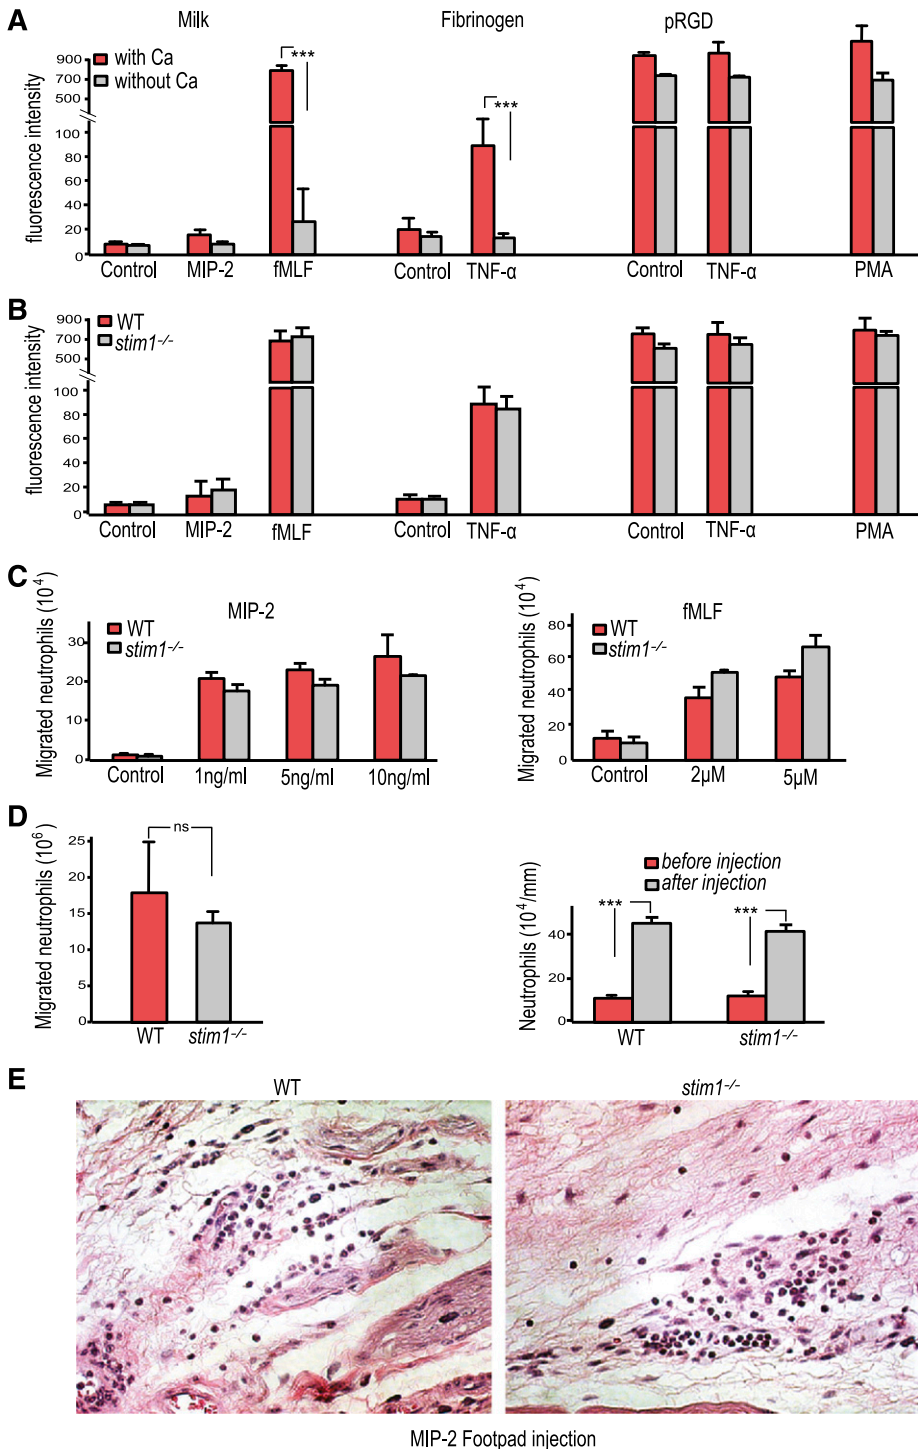 A
Milk
Fibrinogen
pRGD
fluorescence intensity
with Ca
without Ca
***
***
900
700
500
100
80
60
40
20
0
Control
MIP-2
fMLF
Control
TNF-α
Control
TNF-α
PMA
B
fluorescence intensity
WT
stim1-/-
900
700
500
100
80
60
40
20
0
Control
MIP-2
fMLF
Control
TNF-α
Control
TNF-α
PMA
C
MIP-2
Migrated neutrophils (10⁴)
WT
stim1-/-
30
20
10
0
Control
1ng/ml
5ng/ml
10ng/ml
fMLF
Migrated neutrophils (10⁴)
WT
stim1-/-
80
60
40
20
0
Control
2µM
5µM
D
Migrated neutrophils (10⁶)
ns
25
20
15
10
5
0
WT
stim1-/-
Neutrophils (10⁴/mm)
before injection
after injection
***
***
40
20
0
WT
stim1-/-
E
WT
stim1-/-
MIP-2 Footpad injection